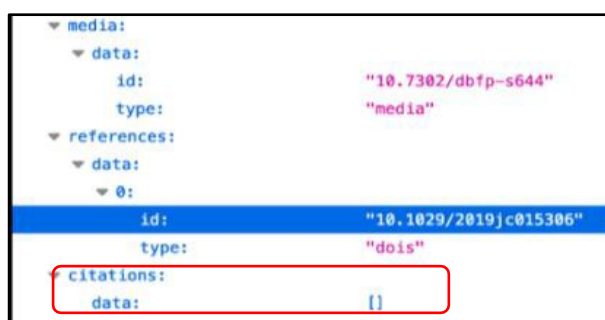 media:
data:
id: "10.7302/dbfp-s644"
type: "media"
references:
data:
0:
id: "10.1029/2019jc015306"
type: "dois"
citations:
data: []